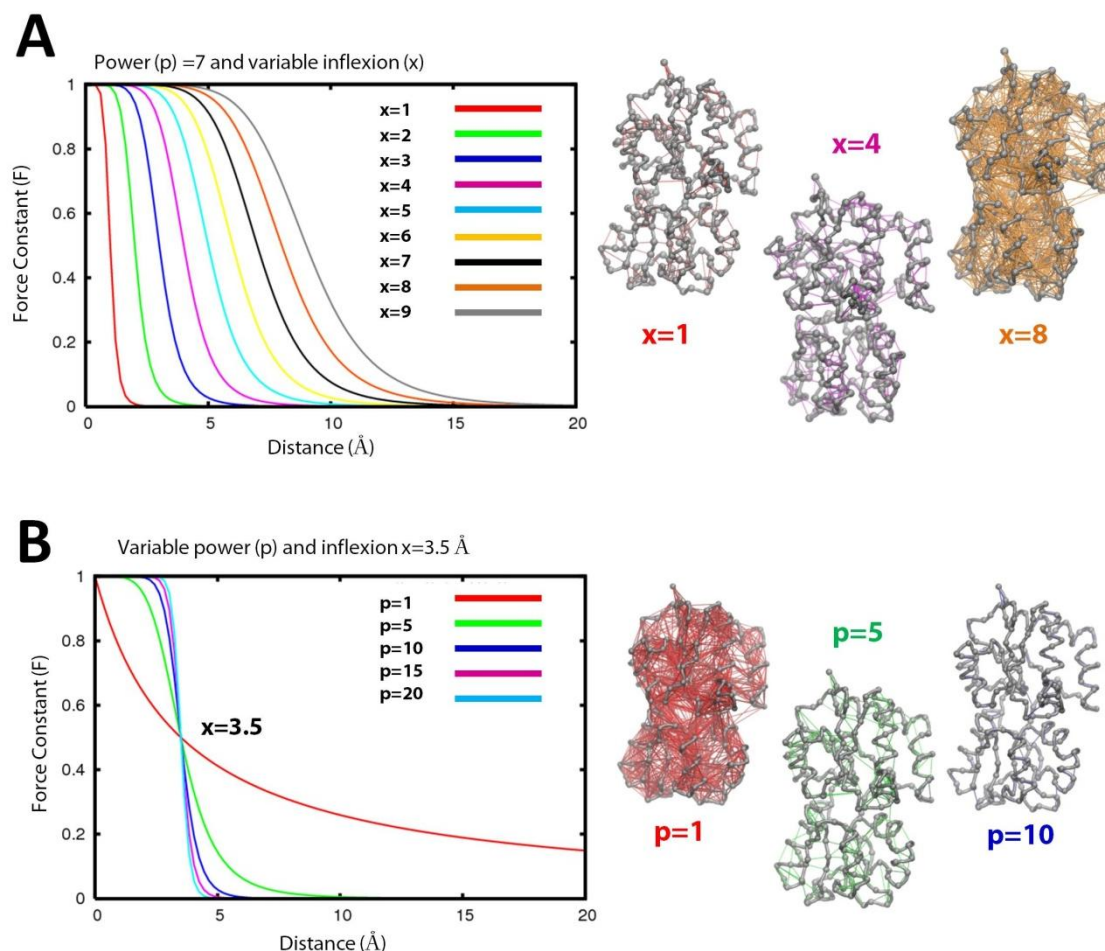 A
Power (p) =7 and variable inflexion (x)
Force Constant (F)
1
0.8
0.6
0.4
0.2
0
0 5 10 15 20
Distance (Å)
x=1
x=2
x=3
x=4
x=5
x=6
x=7
x=8
x=9
x=1
x=4
x=8
B
Variable power (p) and inflexion x=3.5 Å
Force Constant (F)
1
0.8
0.6
0.4
0.2
0
0 5 10 15 20
Distance (Å)
p=1
p=5
p=10
p=15
p=20
x=3.5
p=1
p=5
p=10